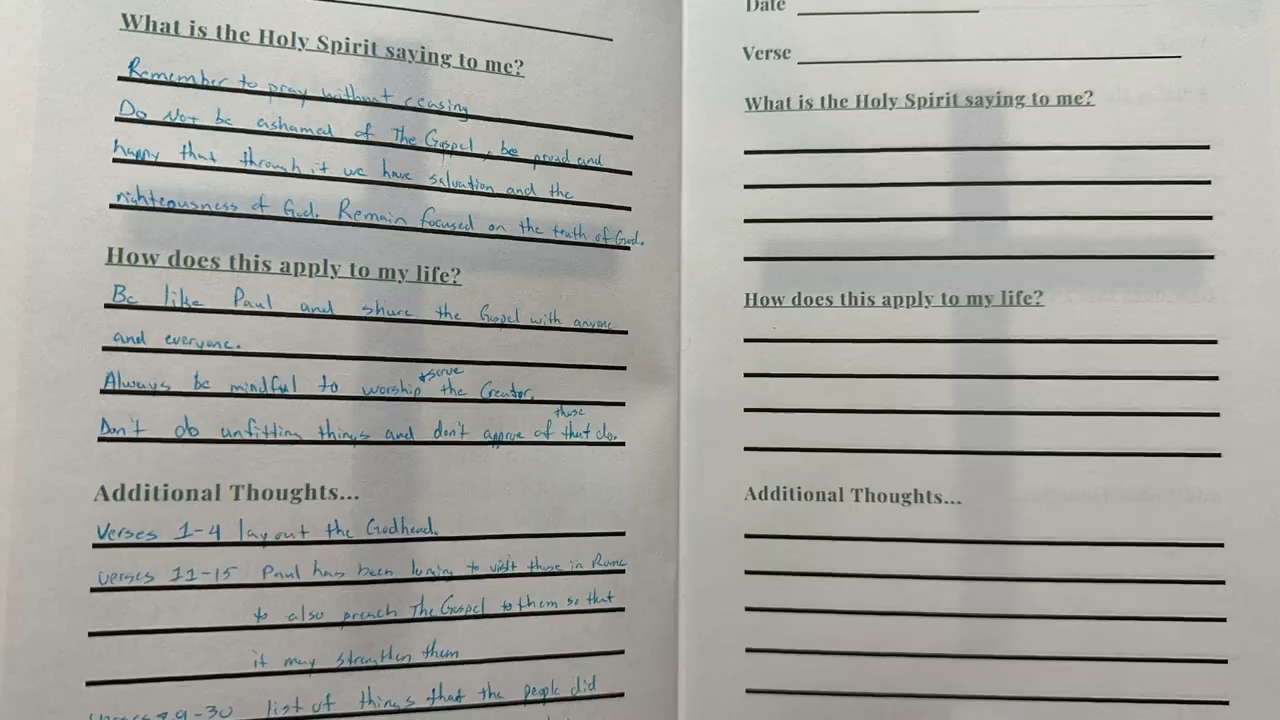 What is the Holy Spirit saying to me?
Remember to pray without ceasing
Do Not be ashamed of The Gospel, be proud and
happy that through it we have salvation and the
righteousness of God. Remain focused on the truth of God.
How does this apply to my life?
Be like Paul and share the Gospel with anyone
and everyone.
+serve
Always be mindful to worship the Creator.
those
Don't do unfitting things and don't approve of that do.
Additional Thoughts...
Verses 1-4 layout the Godhead.
Verses 11-15 Paul has been longing to visit those in Rome
to also preach The Gospel to them so that
it may strengthen them
29-30 list of things that the people did
Date
Verse
What is the Holy Spirit saying to me?
How does this apply to my life?
Additional Thoughts...